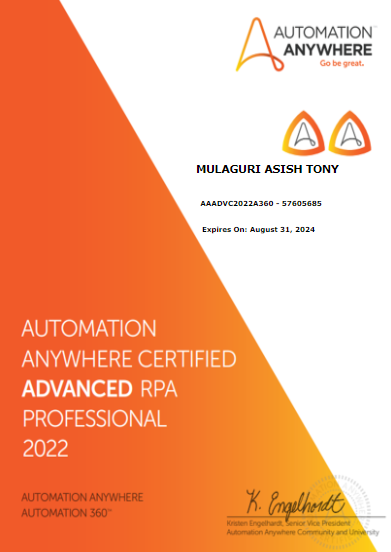 AUTOMATION
ANYWHERE
Go be great.
MULAGURI ASISH TONY
AAADVC2022A360 - 57605685
Expires On: August 31, 2024
AUTOMATION
ANYWHERE CERTIFIED
ADVANCED RPA
PROFESSIONAL
2022
AUTOMATION ANYWHERE
AUTOMATION 360™
K. Engelhardt
Kristen Engelhardt, Senior Vice President
Automation Anywhere Community and University